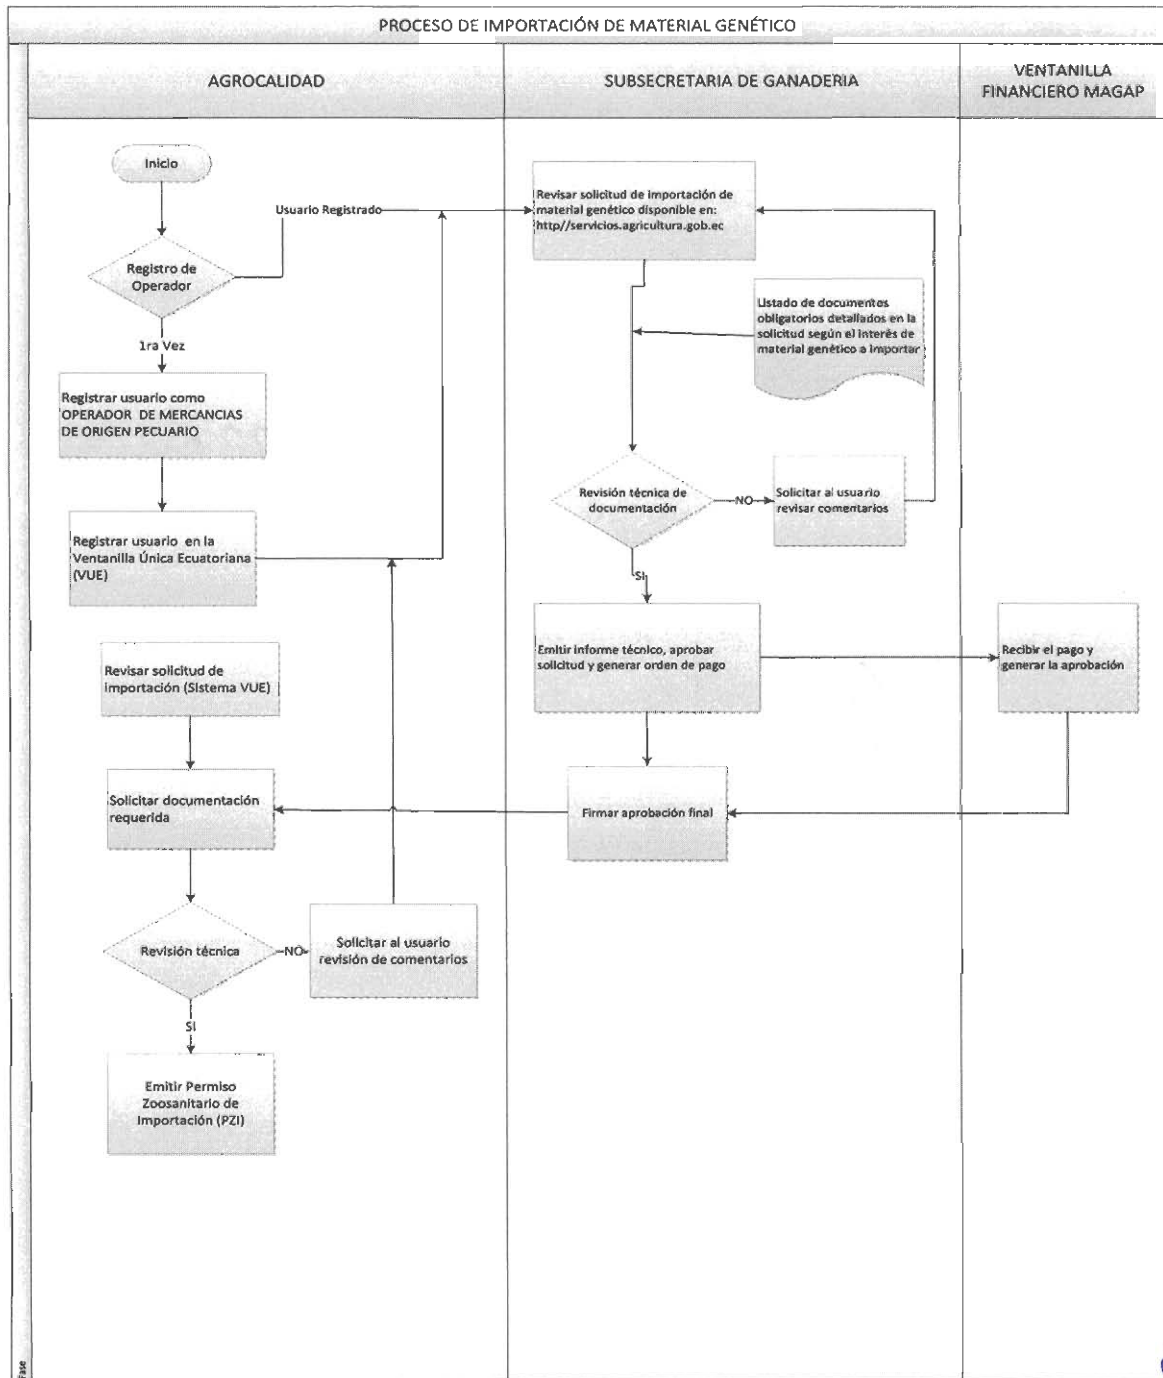 PROCESO DE IMPORTACIÓN DE MATERIAL GENÉTICO
AGROCALIDAD
SUBSECRETARIA DE GANADERIA
VENTANILLA
FINANCIERO MAGAP
Inicio
Usuario Registrado
Registro de
Operador
1ra Vez
Registrar usuario como
OPERADOR DE MERCANCIAS
DE ORIGEN PECUARIO
Registrar usuario en la
Ventanilla Única Ecuatoriana
(VUE)
Revisar solicitud de
importación (Sistema VUE)
Solicitar documentación
requerida
Revisión técnica
NO
Solicitar al usuario
revisión de comentarios
SI
Emitir Permiso
Zoosanitario de
Importación (PZI)
Revisar solicitud de importación de
material genético disponible en:
http//servicios.agricultura.gob.ec
Listado de documentos
obligatorios detallados en la
solicitud según el interés de
material genético a importar
Revisión técnica de
documentación
NO
Solicitar al usuario
revisar comentarios
SI
Emitir informe técnico, aprobar
solicitud y generar orden de pago
Firmar aprobación final
Recibir el pago y
generar la aprobación
Fase